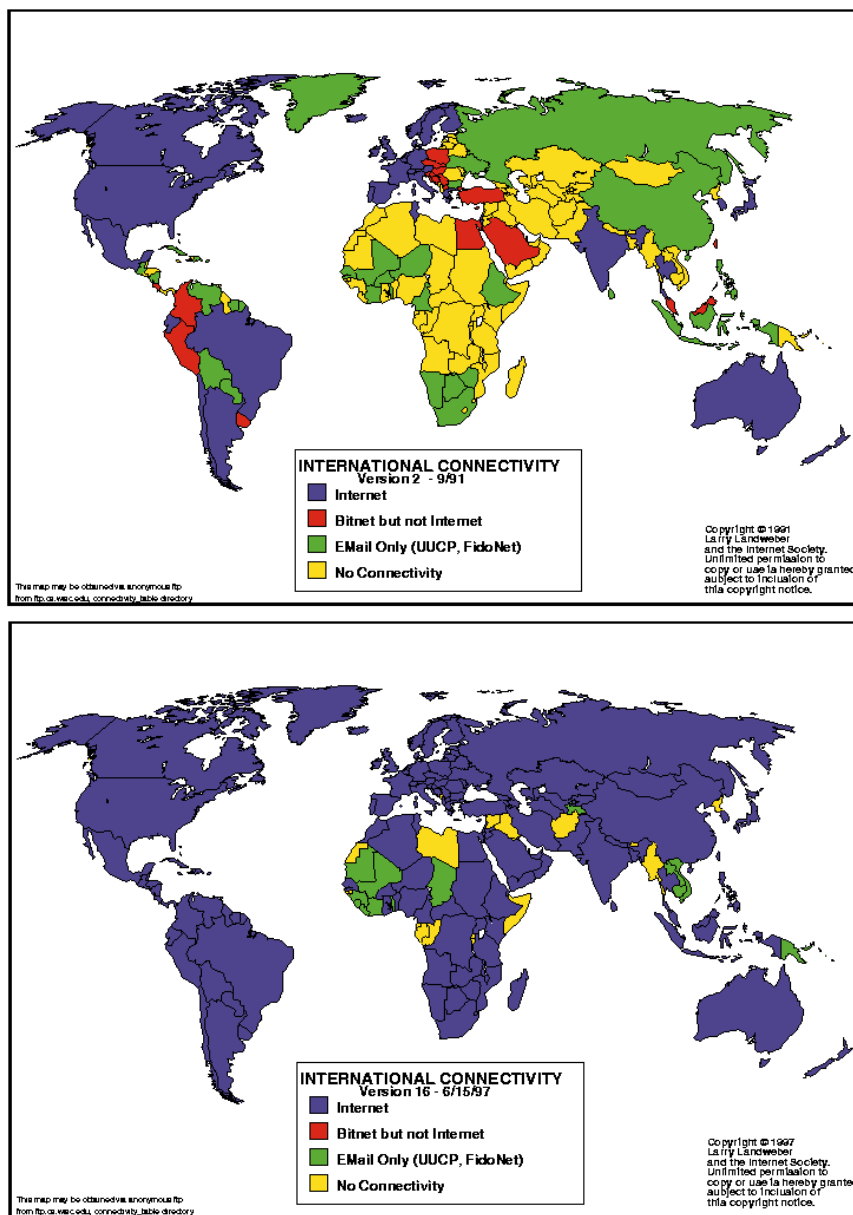 INTERNATIONAL CONNECTIVITY
Version 2 - 9/91
Internet
Bitnet but not Internet
EMail Only (UUCP, FidoNet)
No Connectivity
This map may be obtained via anonymous ftp
from ftp.cs.wisc.edu, connectivity_table directory
Copyright © 1991
Larry Landweber
and the Internet Society.
Unlimited permission to
copy or use is hereby granted
subject to inclusion of
this copyright notice.
INTERNATIONAL CONNECTIVITY
Version 16 - 6/15/97
Internet
Bitnet but not Internet
EMail Only (UUCP, FidoNet)
No Connectivity
This map may be obtained via anonymous ftp
from ftp.cs.wisc.edu, connectivity_table directory
Copyright © 1997
Larry Landweber
and the Internet Society.
Unlimited permission to
copy or use is hereby granted
subject to inclusion of
this copyright notice.